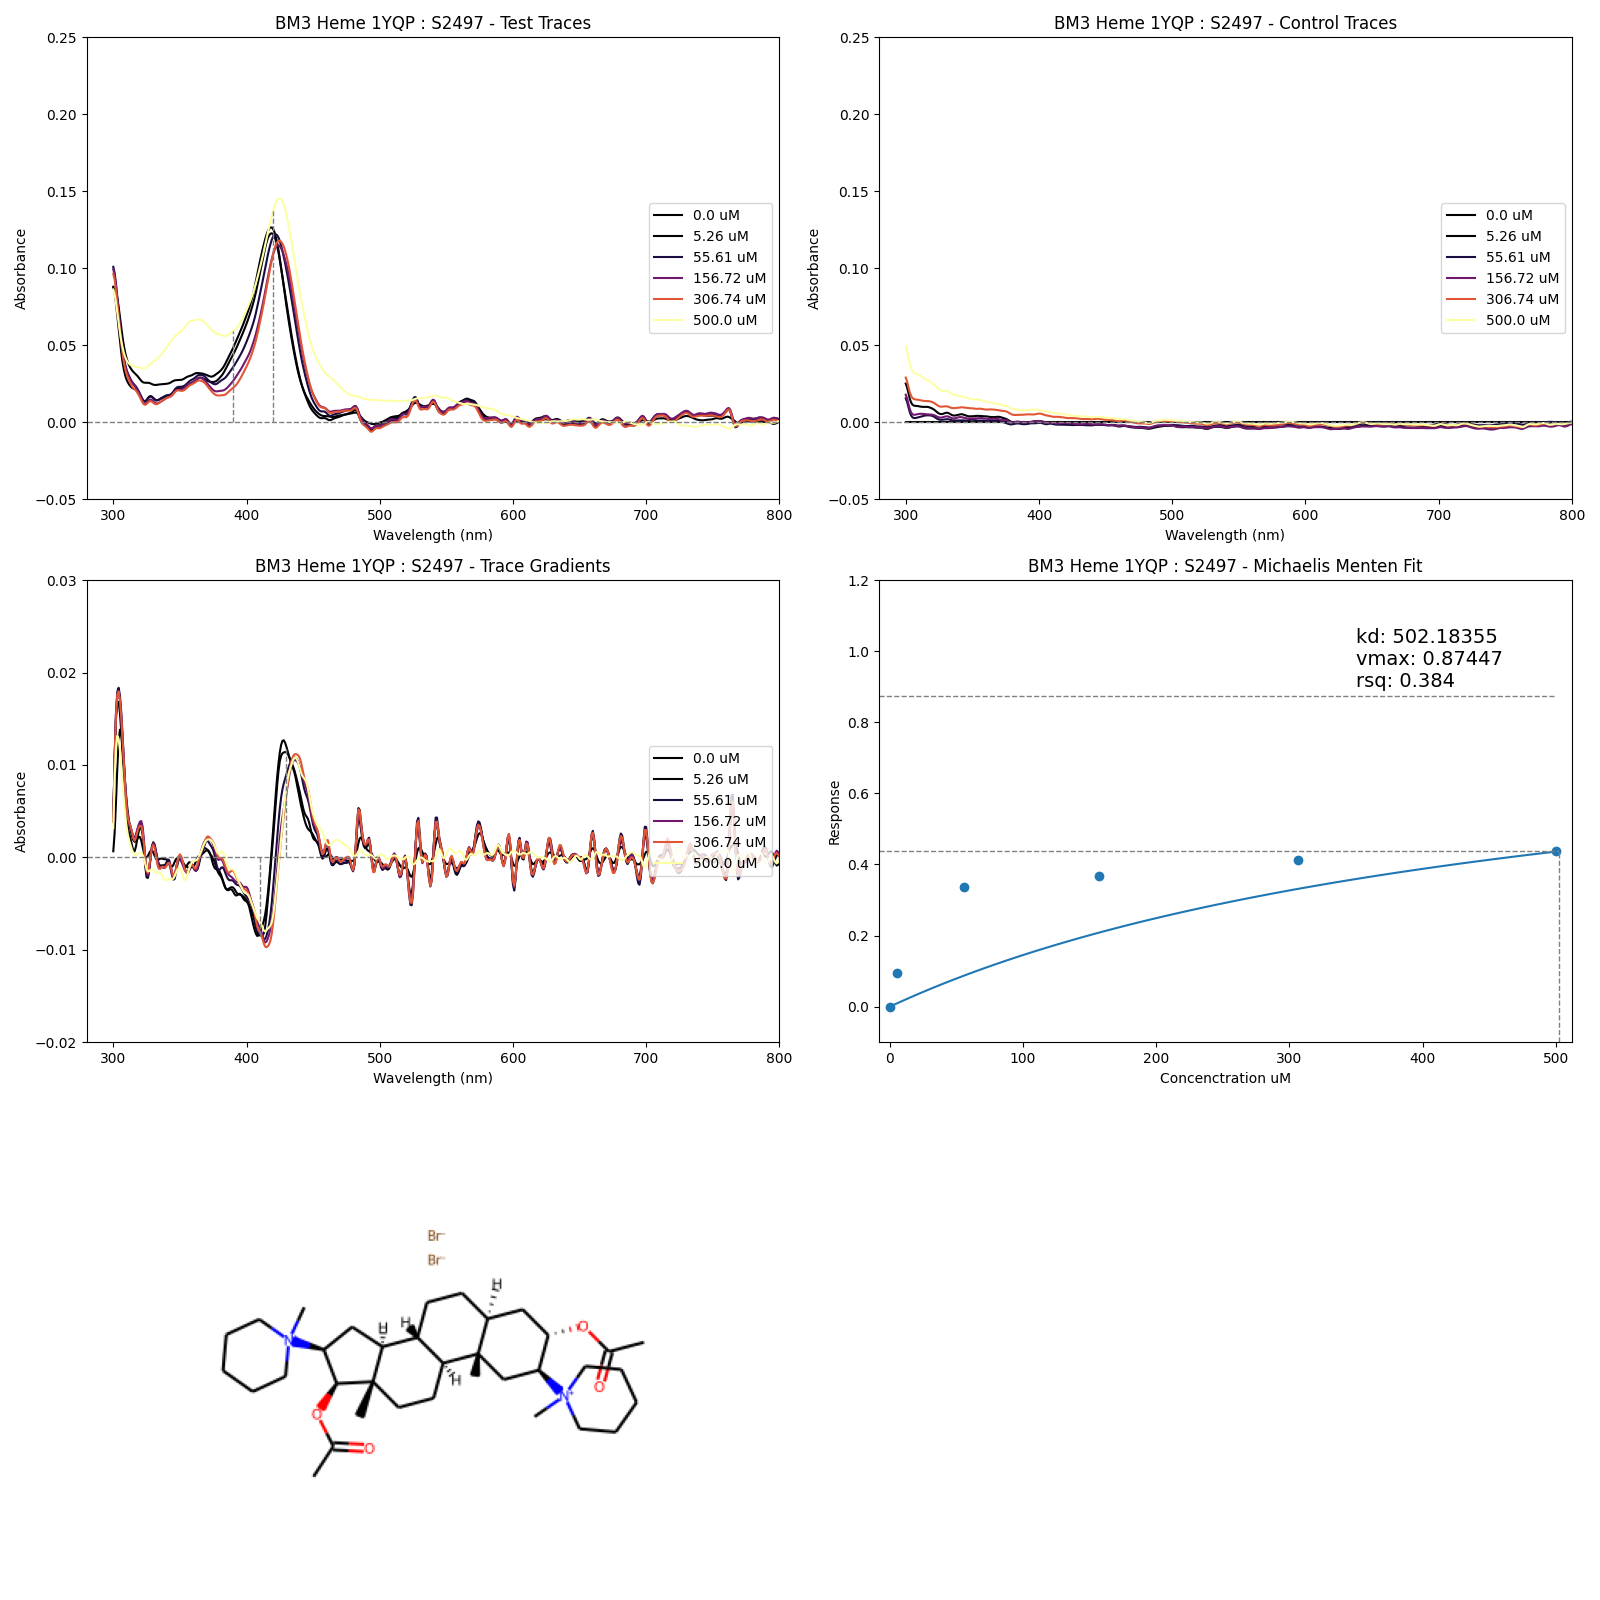 BM3 Heme 1YQP : S2497 - Test Traces
Absorbance
0.25
0.20
0.15
0.10
0.05
0.00
−0.05
300 400 500 600 700 800
Wavelength (nm)
0.0 uM
5.26 uM
55.61 uM
156.72 uM
306.74 uM
500.0 uM
BM3 Heme 1YQP : S2497 - Control Traces
Absorbance
0.25
0.20
0.15
0.10
0.05
0.00
−0.05
300 400 500 600 700 800
Wavelength (nm)
0.0 uM
5.26 uM
55.61 uM
156.72 uM
306.74 uM
500.0 uM
BM3 Heme 1YQP : S2497 - Trace Gradients
Absorbance
0.03
0.02
0.01
0.00
−0.01
−0.02
300 400 500 600 700 800
Wavelength (nm)
0.0 uM
5.26 uM
55.61 uM
156.72 uM
306.74 uM
500.0 uM
BM3 Heme 1YQP : S2497 - Michaelis Menten Fit
Response
1.2
1.0
0.8
0.6
0.4
0.2
0.0
0 100 200 300 400 500
Concenctration uM
kd: 502.18355
vmax: 0.87447
rsq: 0.384
Br⁻
Br⁻
H
H
H
H
N
N⁺
O
O
O
O